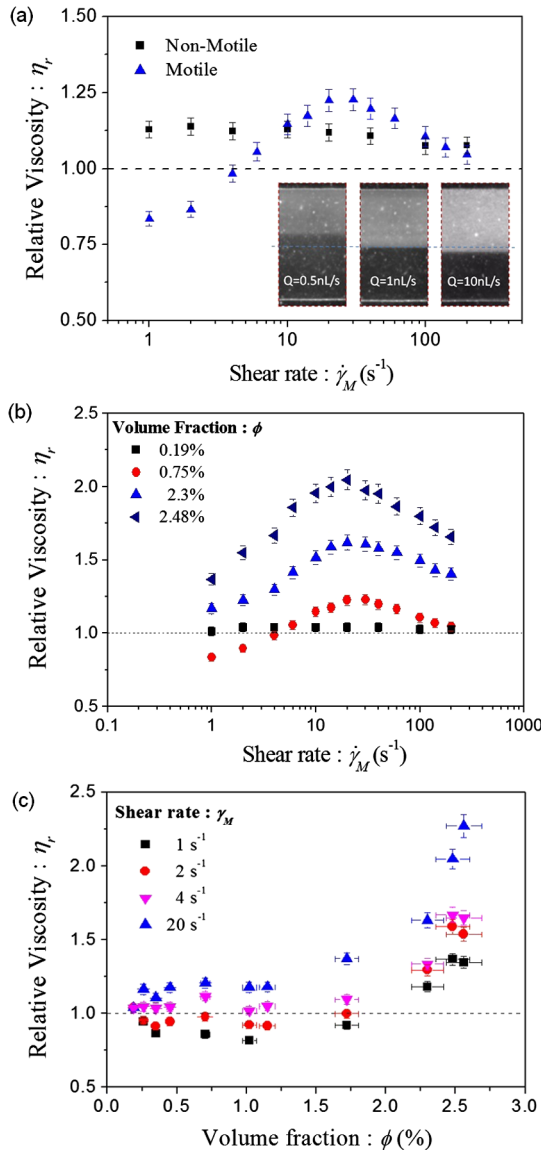 (a)
1.50
1.25
1.00
0.75
0.50
Relative Viscosity : ηr
Non-Motile
Motile
Q=0.5nL/s
Q=1nL/s
Q=10nL/s
1
10
100
Shear rate : γ̇M (s-1)
(b)
2.5
2.0
1.5
1.0
0.5
Relative Viscosity : ηr
Volume Fraction : ϕ
0.19%
0.75%
2.3%
2.48%
0.1
1
10
100
1000
Shear rate : γ̇M (s-1)
(c)
2.5
2.0
1.5
1.0
0.5
Relative Viscosity : ηr
Shear rate : γM
1 s-1
2 s-1
4 s-1
20 s-1
0.0
0.5
1.0
1.5
2.0
2.5
3.0
Volume fraction : ϕ (%)